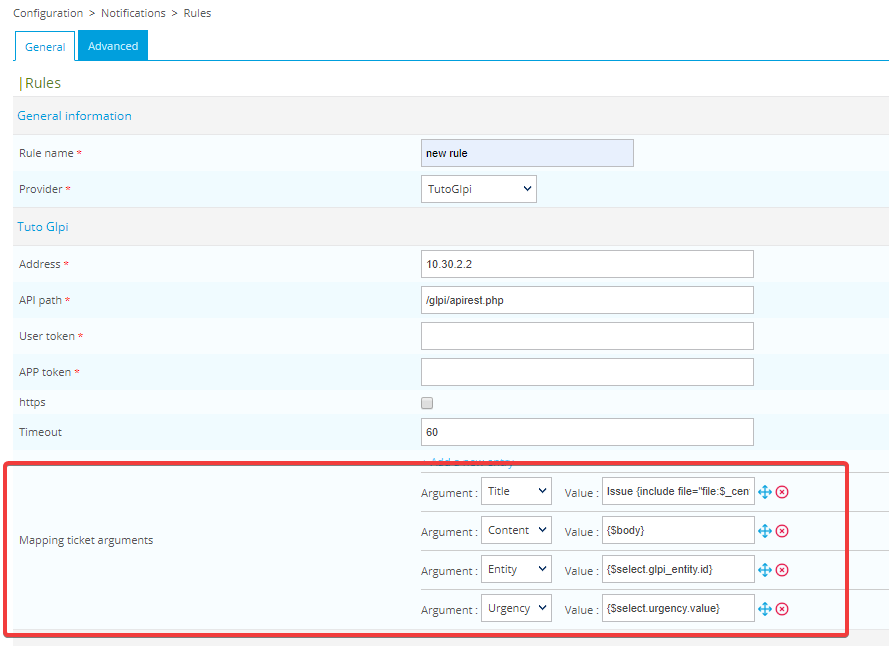 Configuration > Notifications > Rules
General Advanced
Rules
General information
Rule name * new rule
Provider * TutoGlpi
Tuto Glpi
Address * 10.30.2.2
API path * /glpi/apirest.php
User token *
APP token *
https
Timeout 60
+ Add a new entry
Argument : Title Value : Issue {include file="file:$_cen
Argument : Content Value : {$body}
Mapping ticket arguments
Argument : Entity Value : {$select.glpi_entity.id}
Argument : Urgency Value : {$select.urgency.value}